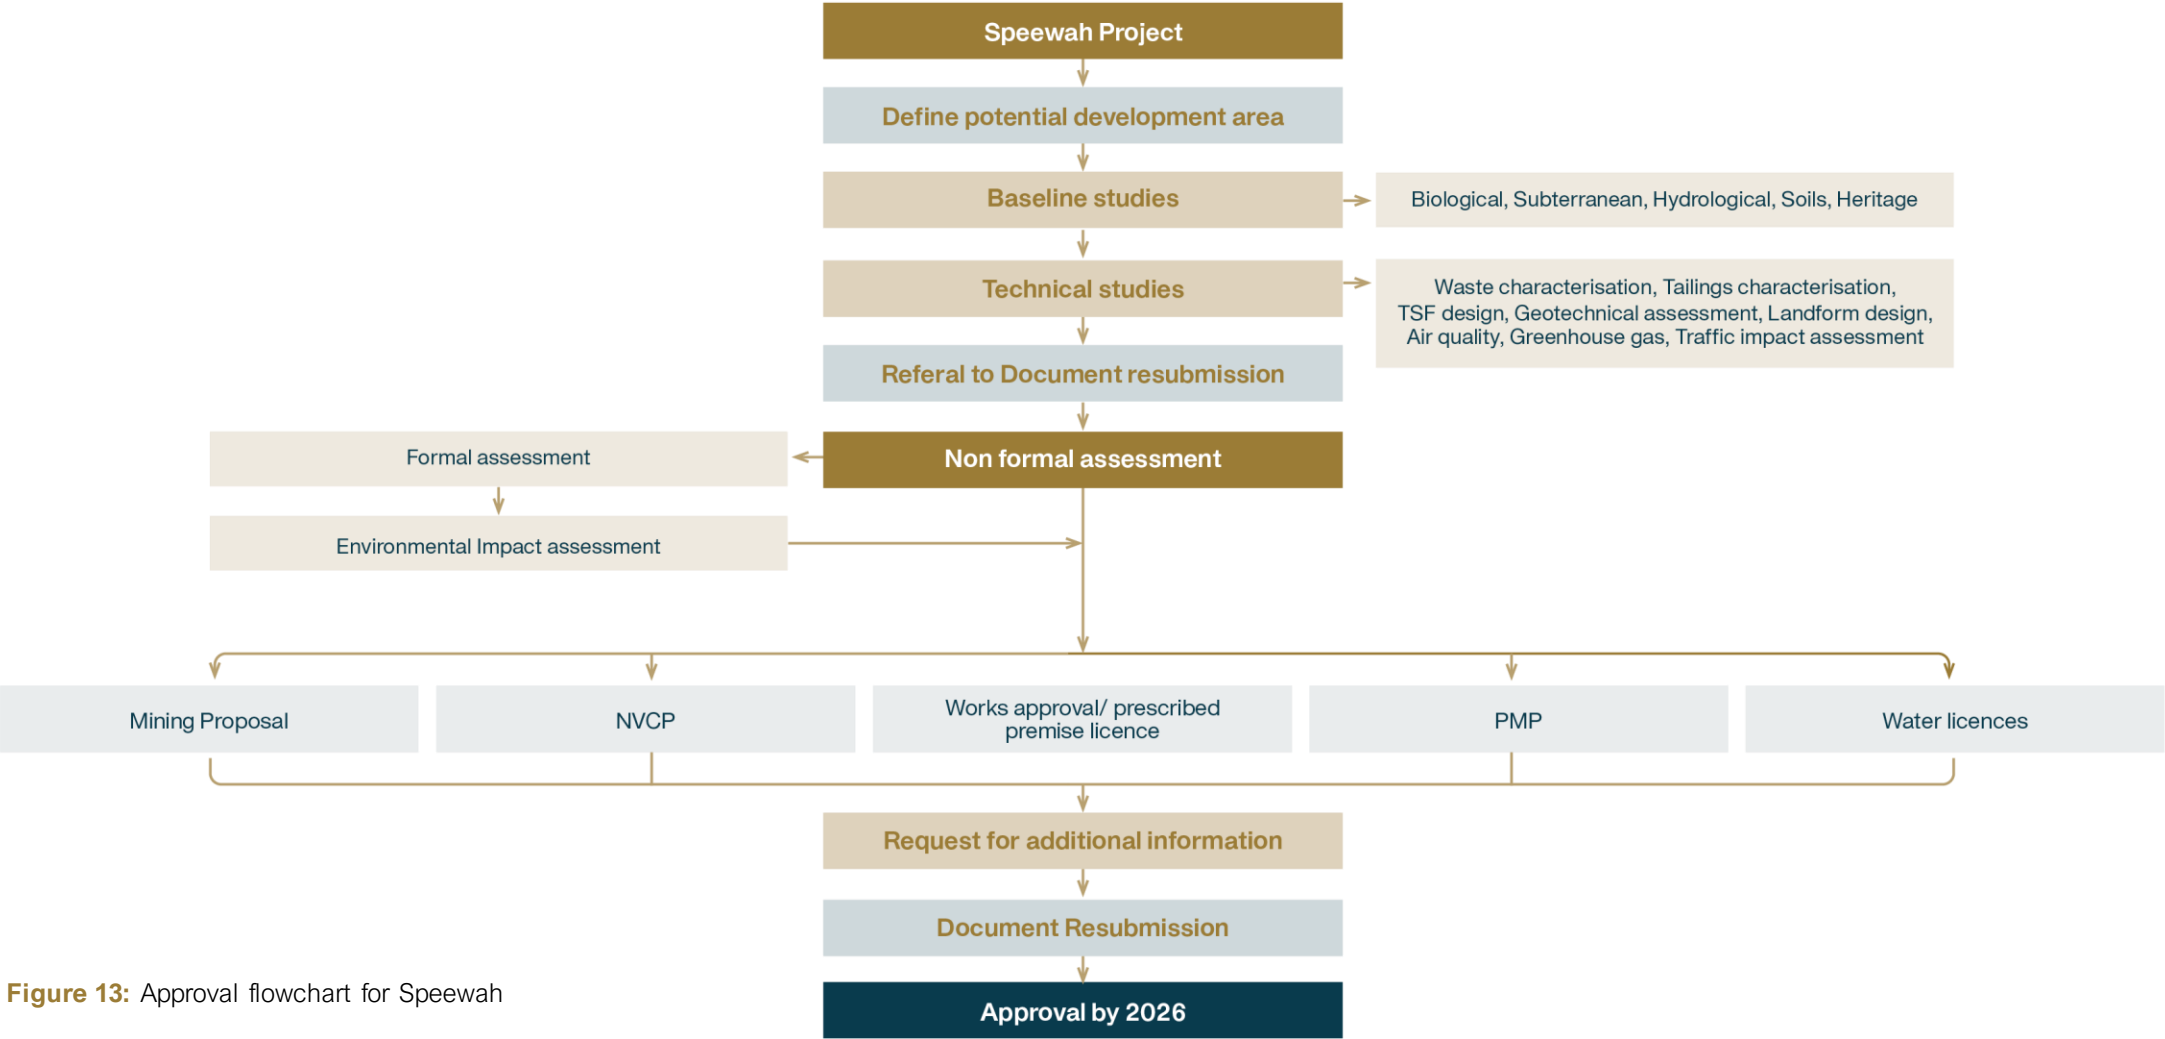 Speewah Project
Define potential development area
Baseline studies
Biological, Subterranean, Hydrological, Soils, Heritage
Technical studies
Waste characterisation, Tailings characterisation,
TSF design, Geotechnical assessment, Landform design,
Air quality, Greenhouse gas, Traffic impact assessment
Referal to Document resubmission
Formal assessment
Non formal assessment
Environmental Impact assessment
Mining Proposal
NVCP
Works approval/ prescribed
premise licence
PMP
Water licences
Request for additional information
Document Resubmission
Approval by 2026
Figure 13: Approval flowchart for Speewah